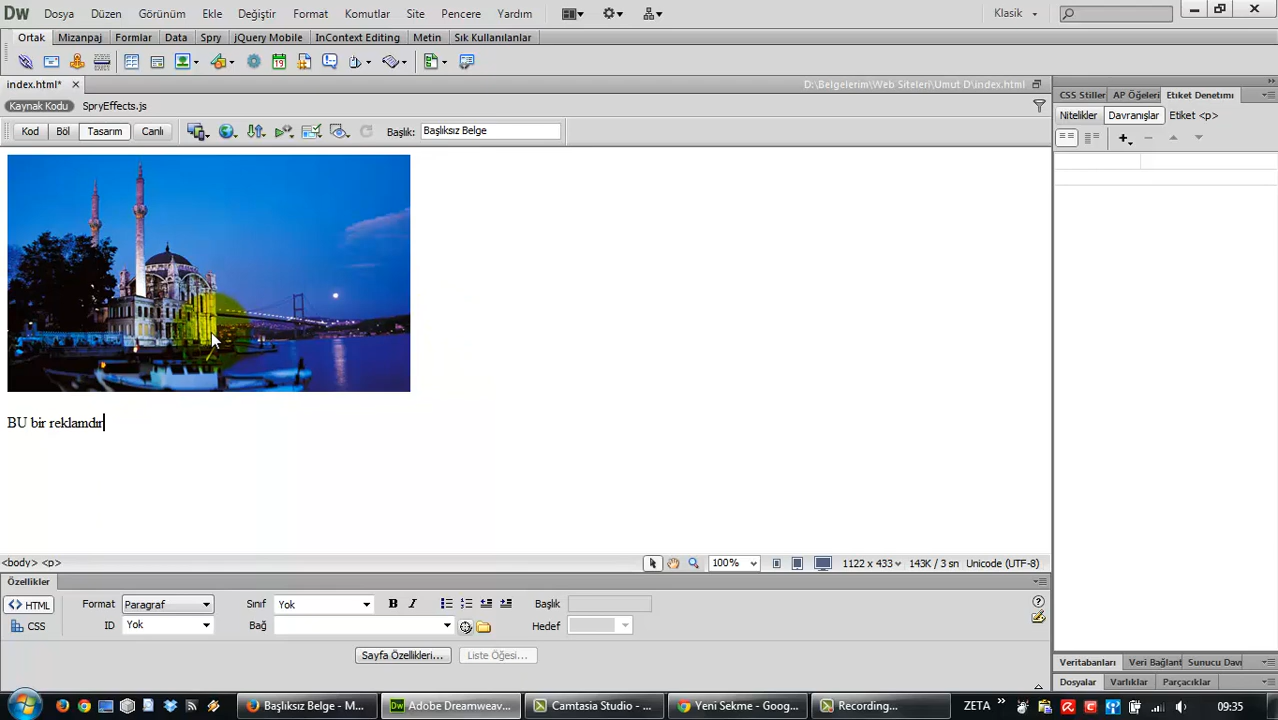 Dw Dosya Düzen Görünüm Ekle Değiştir Format Komutlar Site Pencere Yardım Klasik
Ortak Mizanpaj Formlar Data Spry jQuery Mobile InContext Editing Metin Sık Kullanılanlar
index.html* D:\Belgelerim\Web Siteleri\Umut D\index.html
Kaynak Kodu SpryEffects.js
Kod Böl Tasarım Canlı Başlık: Başlıksız Belge
CSS Stiller AP Öğeleri Etiket Denetimi
Nitelikler Davranışlar Etiket <p>
BU bir reklamdır
<body> <p> 100% 1122 x 433 143K / 3 sn Unicode (UTF-8)
Özellikler
<> HTML Format Paragraf Sınıf Yok B I Başlık
CSS ID Yok Bağ Hedef
Sayfa Özellikleri... Liste Öğesi...
Veritabanları Veri Bağlant Sunucu Davı
Dosyalar Varlıklar Parçacıklar
Başlıksız Belge - M... Adobe Dreamweav... Camtasia Studio - ... Yeni Sekme - Goog... Recording... ZETA 09:35